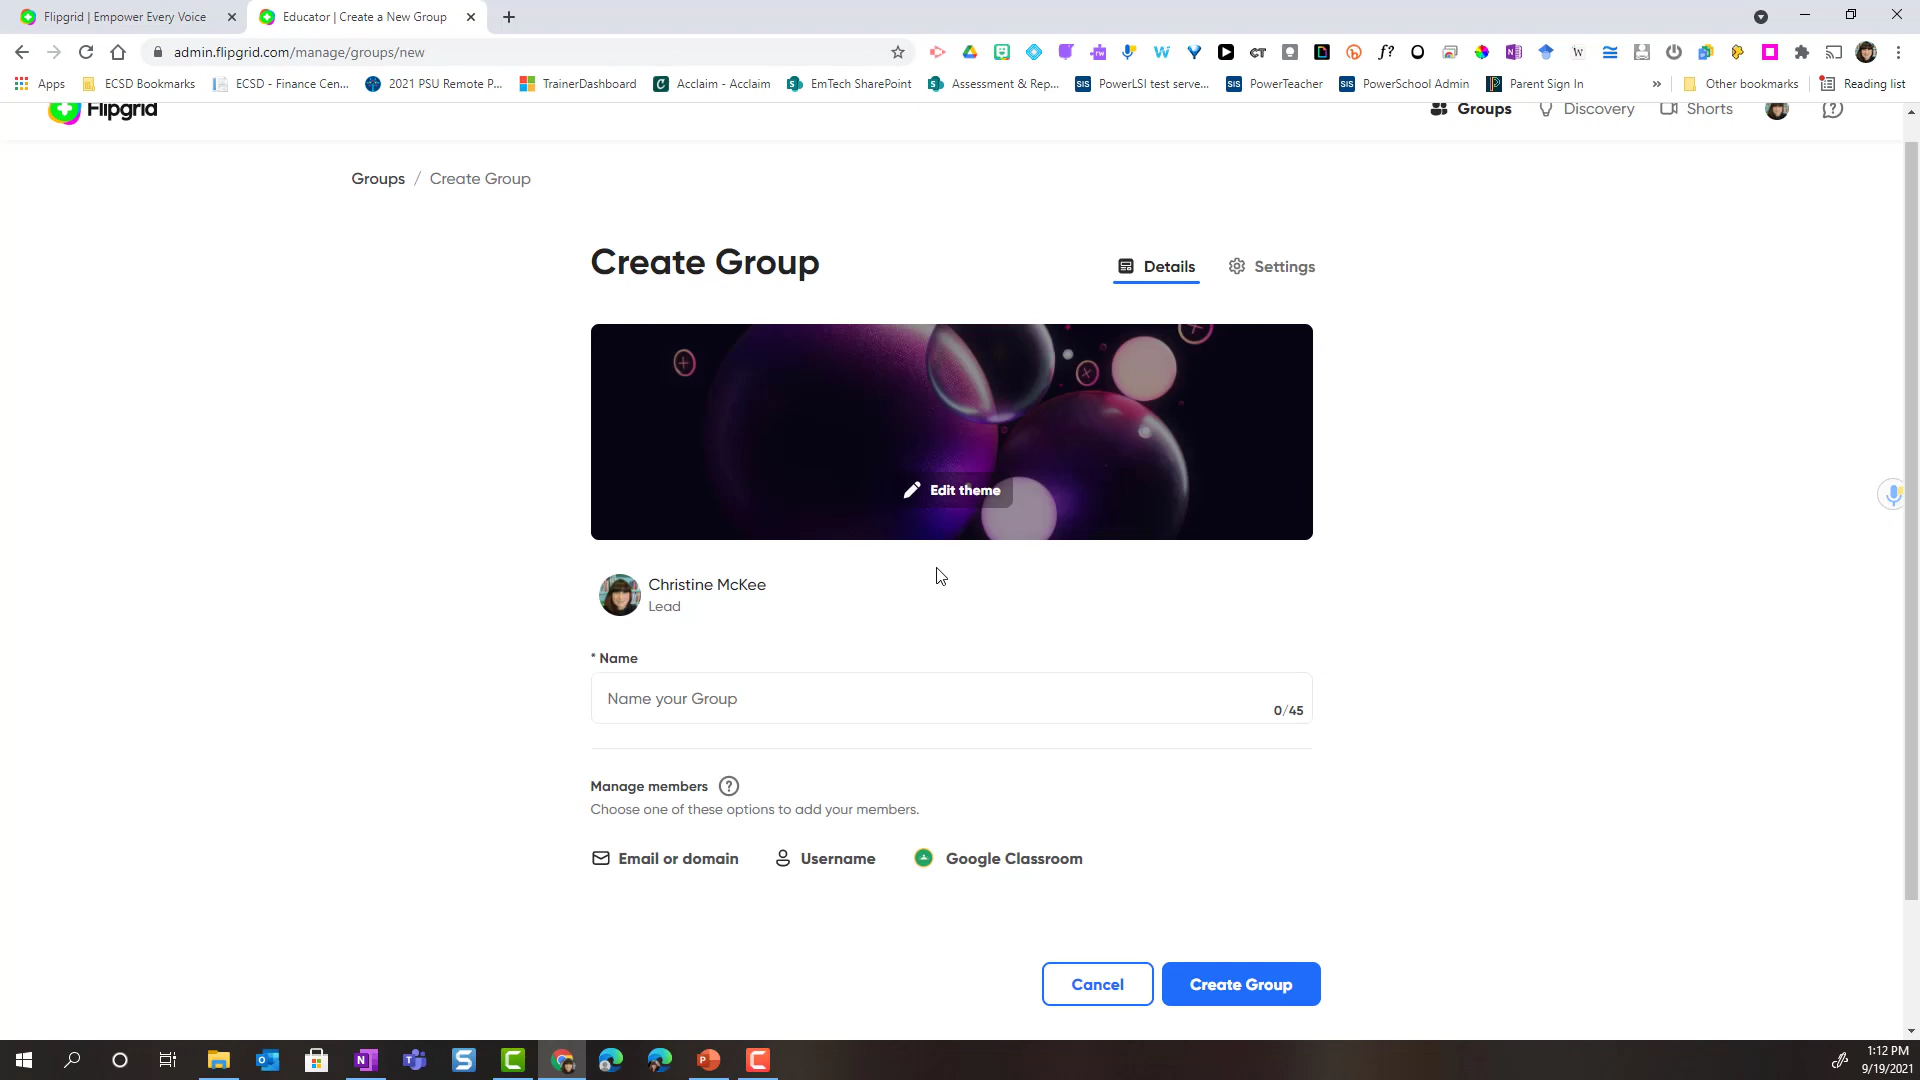 Flipgrid | Empower Every Voice
Educator | Create a New Group
admin.flipgrid.com/manage/groups/new
Apps
ECSD Bookmarks
ECSD - Finance Cen...
2021 PSU Remote P...
TrainerDashboard
Acclaim - Acclaim
EmTech SharePoint
Assessment & Rep...
PowerLSI test serve...
PowerTeacher
PowerSchool Admin
Parent Sign In
»
Other bookmarks
Reading list
Flipgrid
Groups
Discovery
Shorts
Groups / Create Group
Create Group
Details
Settings
Edit theme
Christine McKee
Lead
* Name
Name your Group
0/45
Manage members ?
Choose one of these options to add your members.
Email or domain
Username
Google Classroom
Cancel
Create Group
1:12 PM
9/19/2021